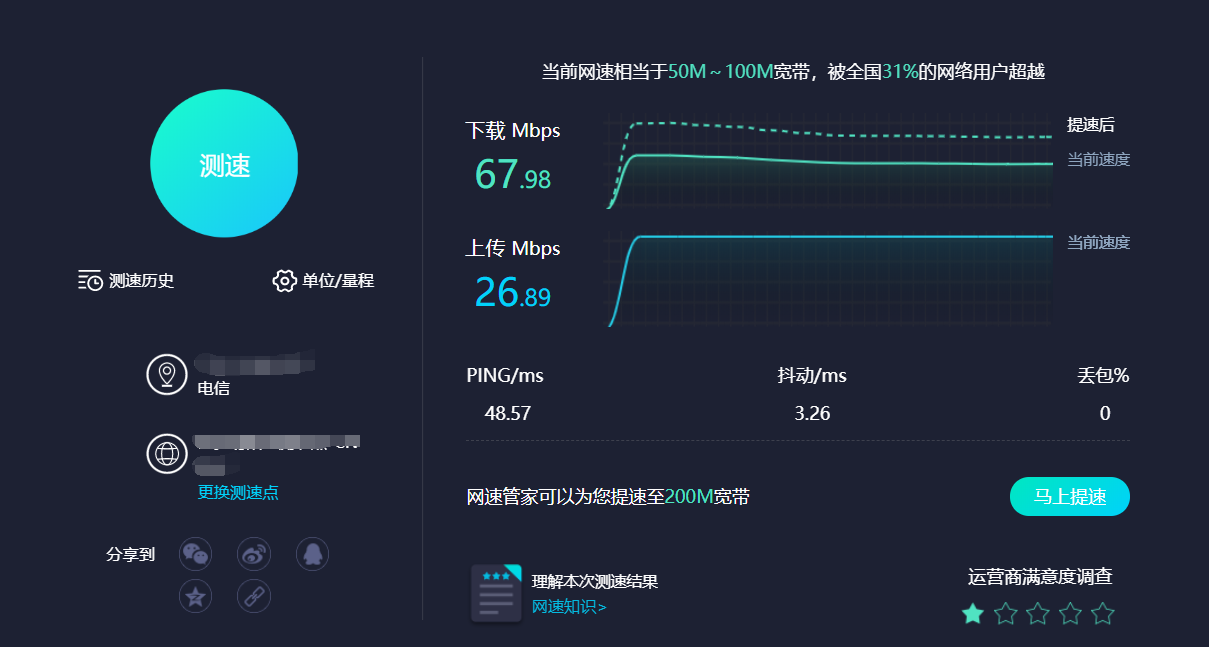 测速
测速历史
单位/量程
电信
更换测速点
分享到
当前网速相当于50M~100M宽带，被全国31%的网络用户超越
下载 Mbps
67.98
提速后
当前速度
上传 Mbps
26.89
当前速度
PING/ms 抖动/ms 丢包%
48.57 3.26 0
网速管家可以为您提速至200M宽带
马上提速
理解本次测速结果
网速知识>
运营商满意度调查